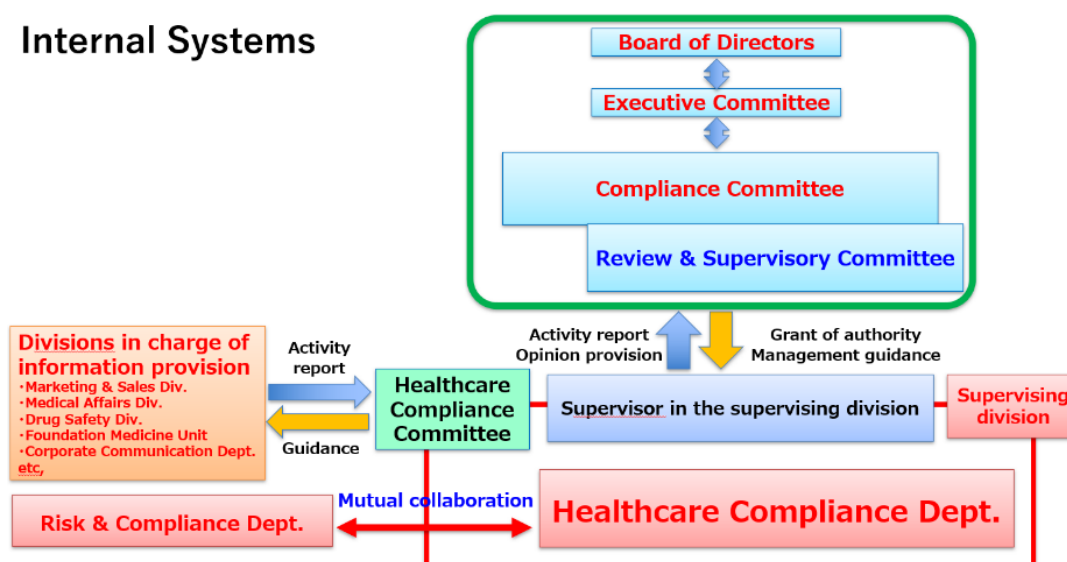 Internal Systems
Board of Directors
Executive Committee
Compliance Committee
Review & Supervisory Committee
Activity report
Opinion provision
Grant of authority
Management guidance
Divisions in charge of
information provision
・Marketing & Sales Div.
・Medical Affairs Div.
・Drug Safety Div.
・Foundation Medicine Unit
・Corporate Communication Dept.
etc,
Activity
report
Guidance
Healthcare
Compliance
Committee
Supervisor in the supervising division
Supervising
division
Risk & Compliance Dept.
Mutual collaboration
Healthcare Compliance Dept.